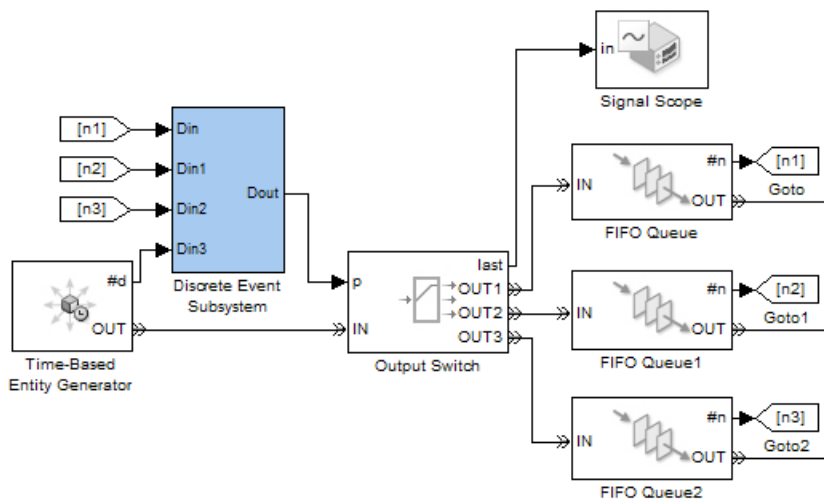 in
Signal Scope
[n1]
Din
[n2]
Din1
[n3]
Din2
Dout
Din3
#d
OUT
Discrete Event
Subsystem
Time-Based
Entity Generator
last
p
OUT1
OUT2
IN
OUT3
Output Switch
#n
IN
OUT
[n1]
Goto
FIFO Queue
#n
IN
OUT
[n2]
Goto1
FIFO Queue1
#n
IN
OUT
[n3]
Goto2
FIFO Queue2